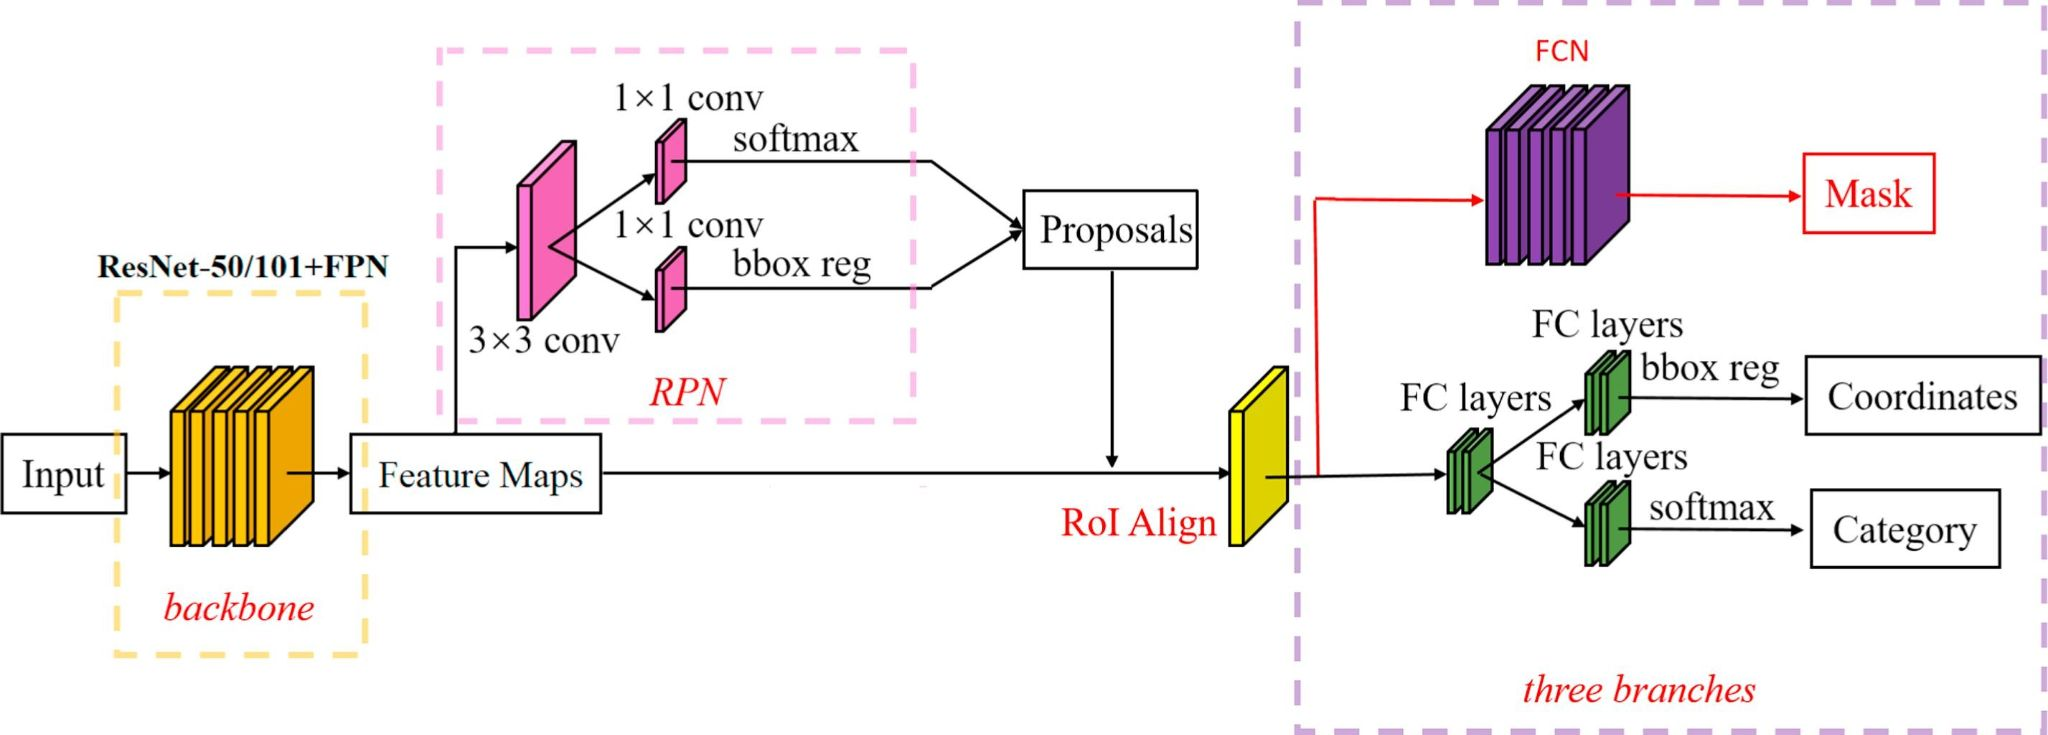 ResNet-50/101+FPN
Input
backbone
Feature Maps
1×1 conv
softmax
1×1 conv
bbox reg
3×3 conv
RPN
Proposals
RoI Align
FCN
Mask
FC layers
FC layers
bbox reg
Coordinates
FC layers
softmax
Category
three branches